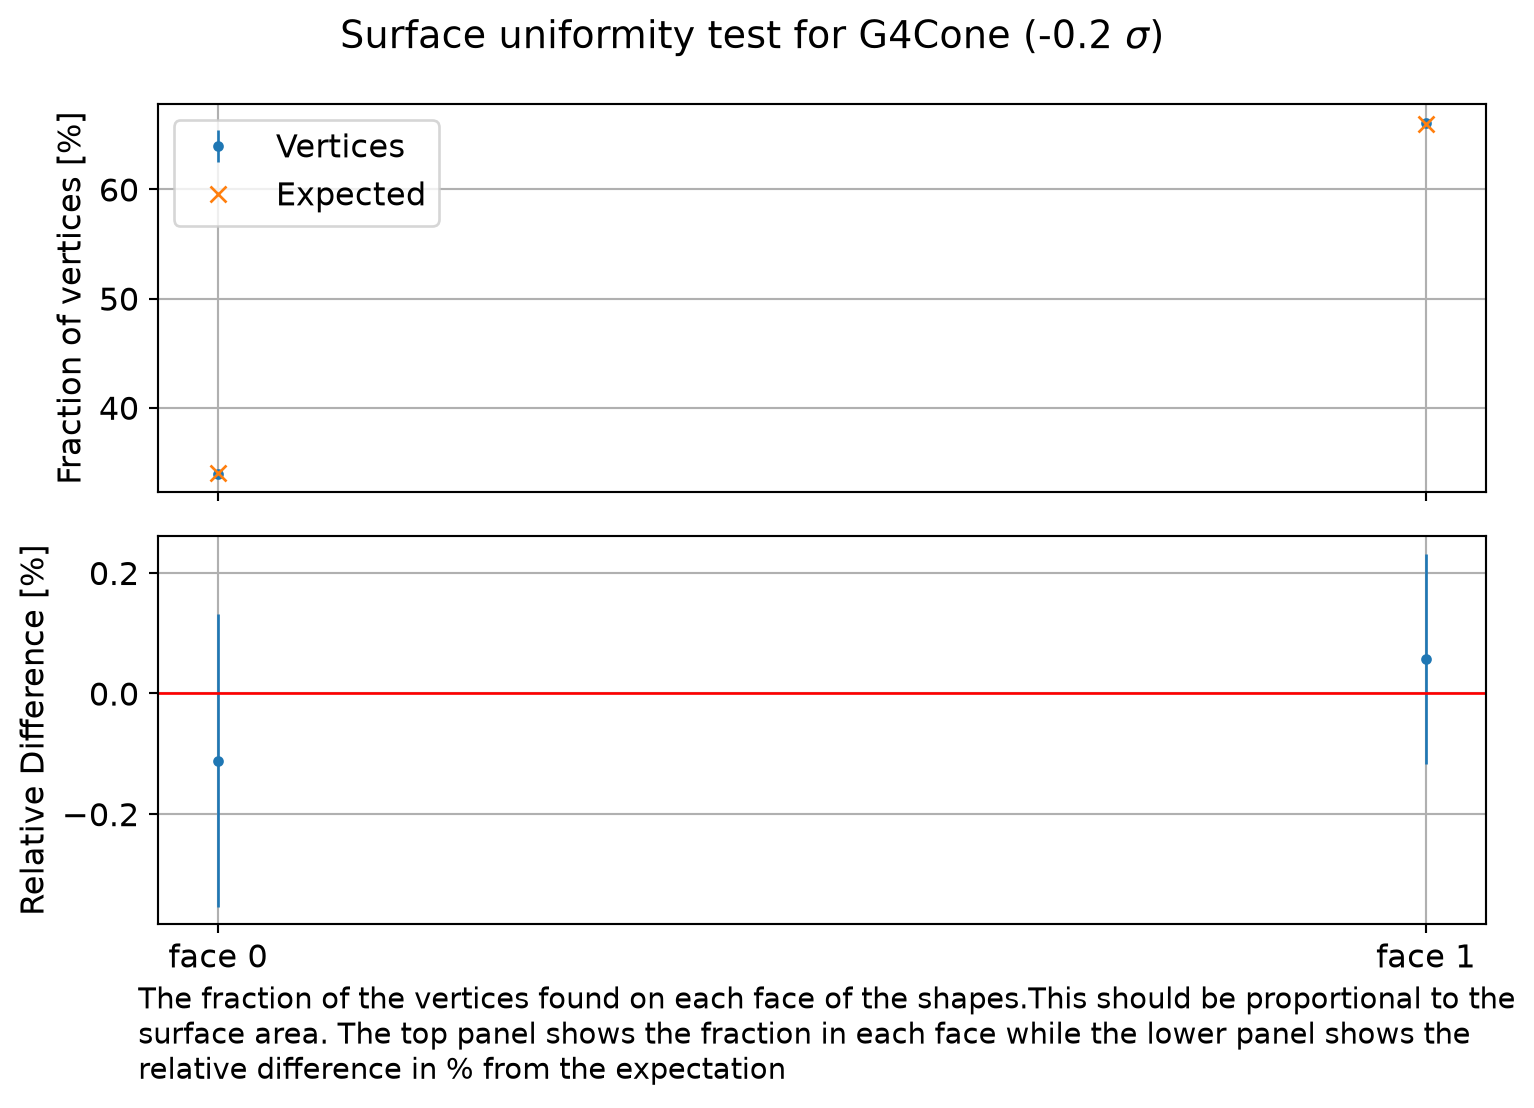 Surface uniformity test for G4Cone (-0.2 σ)
Fraction of vertices [%]
60
50
40
Vertices
Expected
Relative Difference [%]
0.2
0.0
−0.2
face 0
face 1
The fraction of the vertices found on each face of the shapes.This should be proportional to the
surface area. The top panel shows the fraction in each face while the lower panel shows the
relative difference in % from the expectation